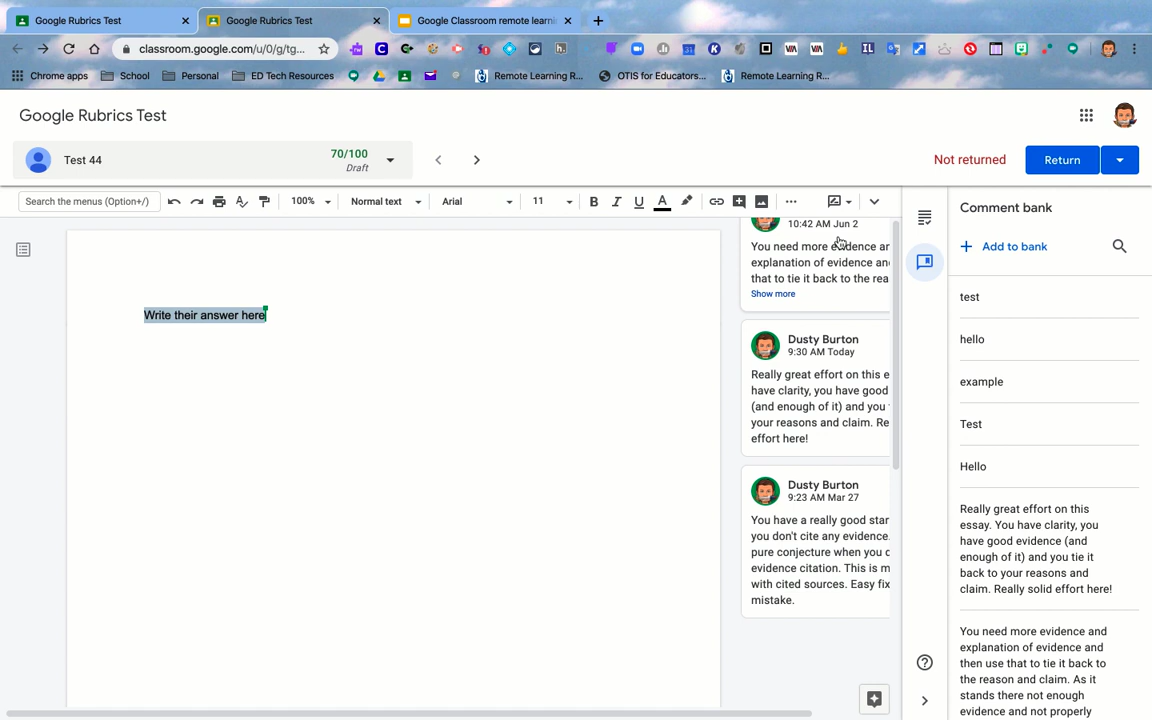 Google Rubrics Test
Google Rubrics Test
Google Classroom remote learni
classroom.google.com/u/0/g/tg...
Chrome apps
School
Personal
ED Tech Resources
Remote Learning R...
OTIS for Educators...
Remote Learning R...
Google Rubrics Test
Test 44
70/100
Draft
Not returned
Return
Search the menus (Option+/)
100%
Normal text
Arial
11
B
I
U
A
Write their answer here
10:42 AM Jun 2
You need more evidence an
explanation of evidence an
that to tie it back to the rea
Show more
Dusty Burton
9:30 AM Today
Really great effort on this e
have clarity, you have good
(and enough of it) and you
your reasons and claim. Re
effort here!
Dusty Burton
9:23 AM Mar 27
You have a really good star
you don't cite any evidence.
pure conjecture when you c
evidence citation. This is m
with cited sources. Easy fix
mistake.
Comment bank
Add to bank
test
hello
example
Test
Hello
Really great effort on this
essay. You have clarity, you
have good evidence (and
enough of it) and you tie it
back to your reasons and
claim. Really solid effort here!
You need more evidence and
explanation of evidence and
then use that to tie it back to
the reason and claim. As it
stands there not enough
evidence and not properly